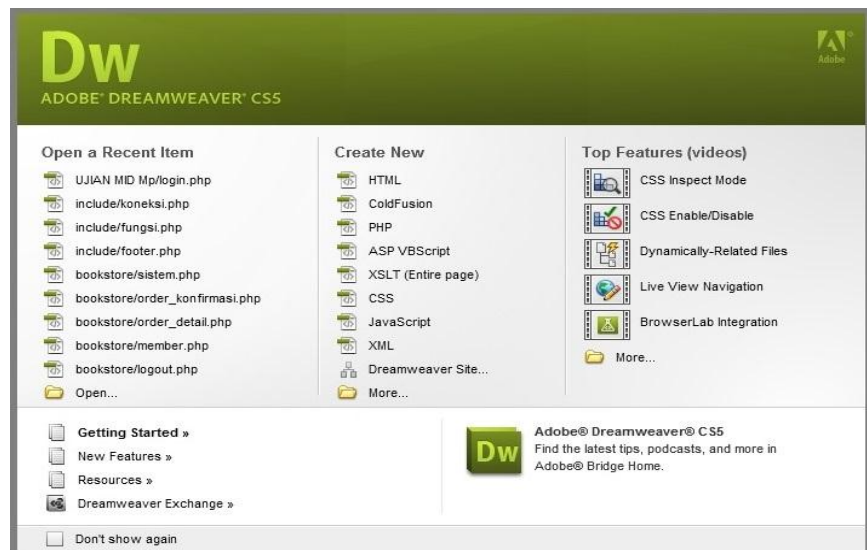 Dw
ADOBE® DREAMWEAVER® CS5
Adobe®
Open a Recent Item
UJIAN MID Mp/login.php
include/koneksi.php
include/fungsi.php
include/footer.php
bookstore/sistem.php
bookstore/order_konfirmasi.php
bookstore/order_detail.php
bookstore/member.php
bookstore/logout.php
Open...
Create New
HTML
ColdFusion
PHP
ASP VBScript
XSLT (Entire page)
CSS
JavaScript
XML
Dreamweaver Site...
More...
Top Features (videos)
CSS Inspect Mode
CSS Enable/Disable
Dynamically-Related Files
Live View Navigation
BrowserLab Integration
More...
Getting Started »
New Features »
Resources »
Dreamweaver Exchange »
Dw
Adobe® Dreamweaver® CS5
Find the latest tips, podcasts, and more in
Adobe® Bridge Home.
Don't show again